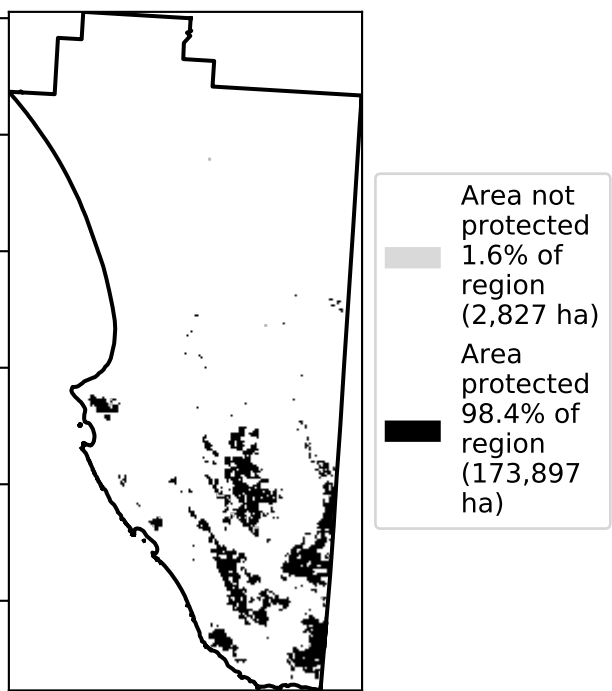 Area not
protected
1.6% of
region
(2,827 ha)
Area
protected
98.4% of
region
(173,897
ha)